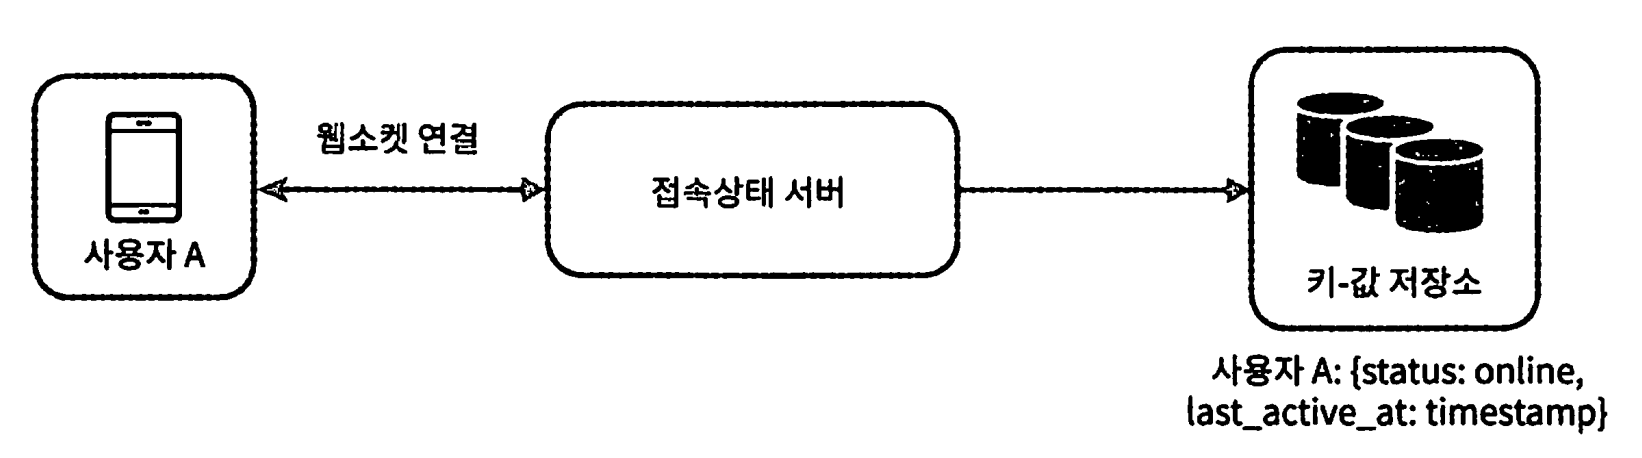 웹소켓 연결
사용자 A
접속상태 서버
키-값 저장소
사용자 A: {status: online,
last_active_at: timestamp}